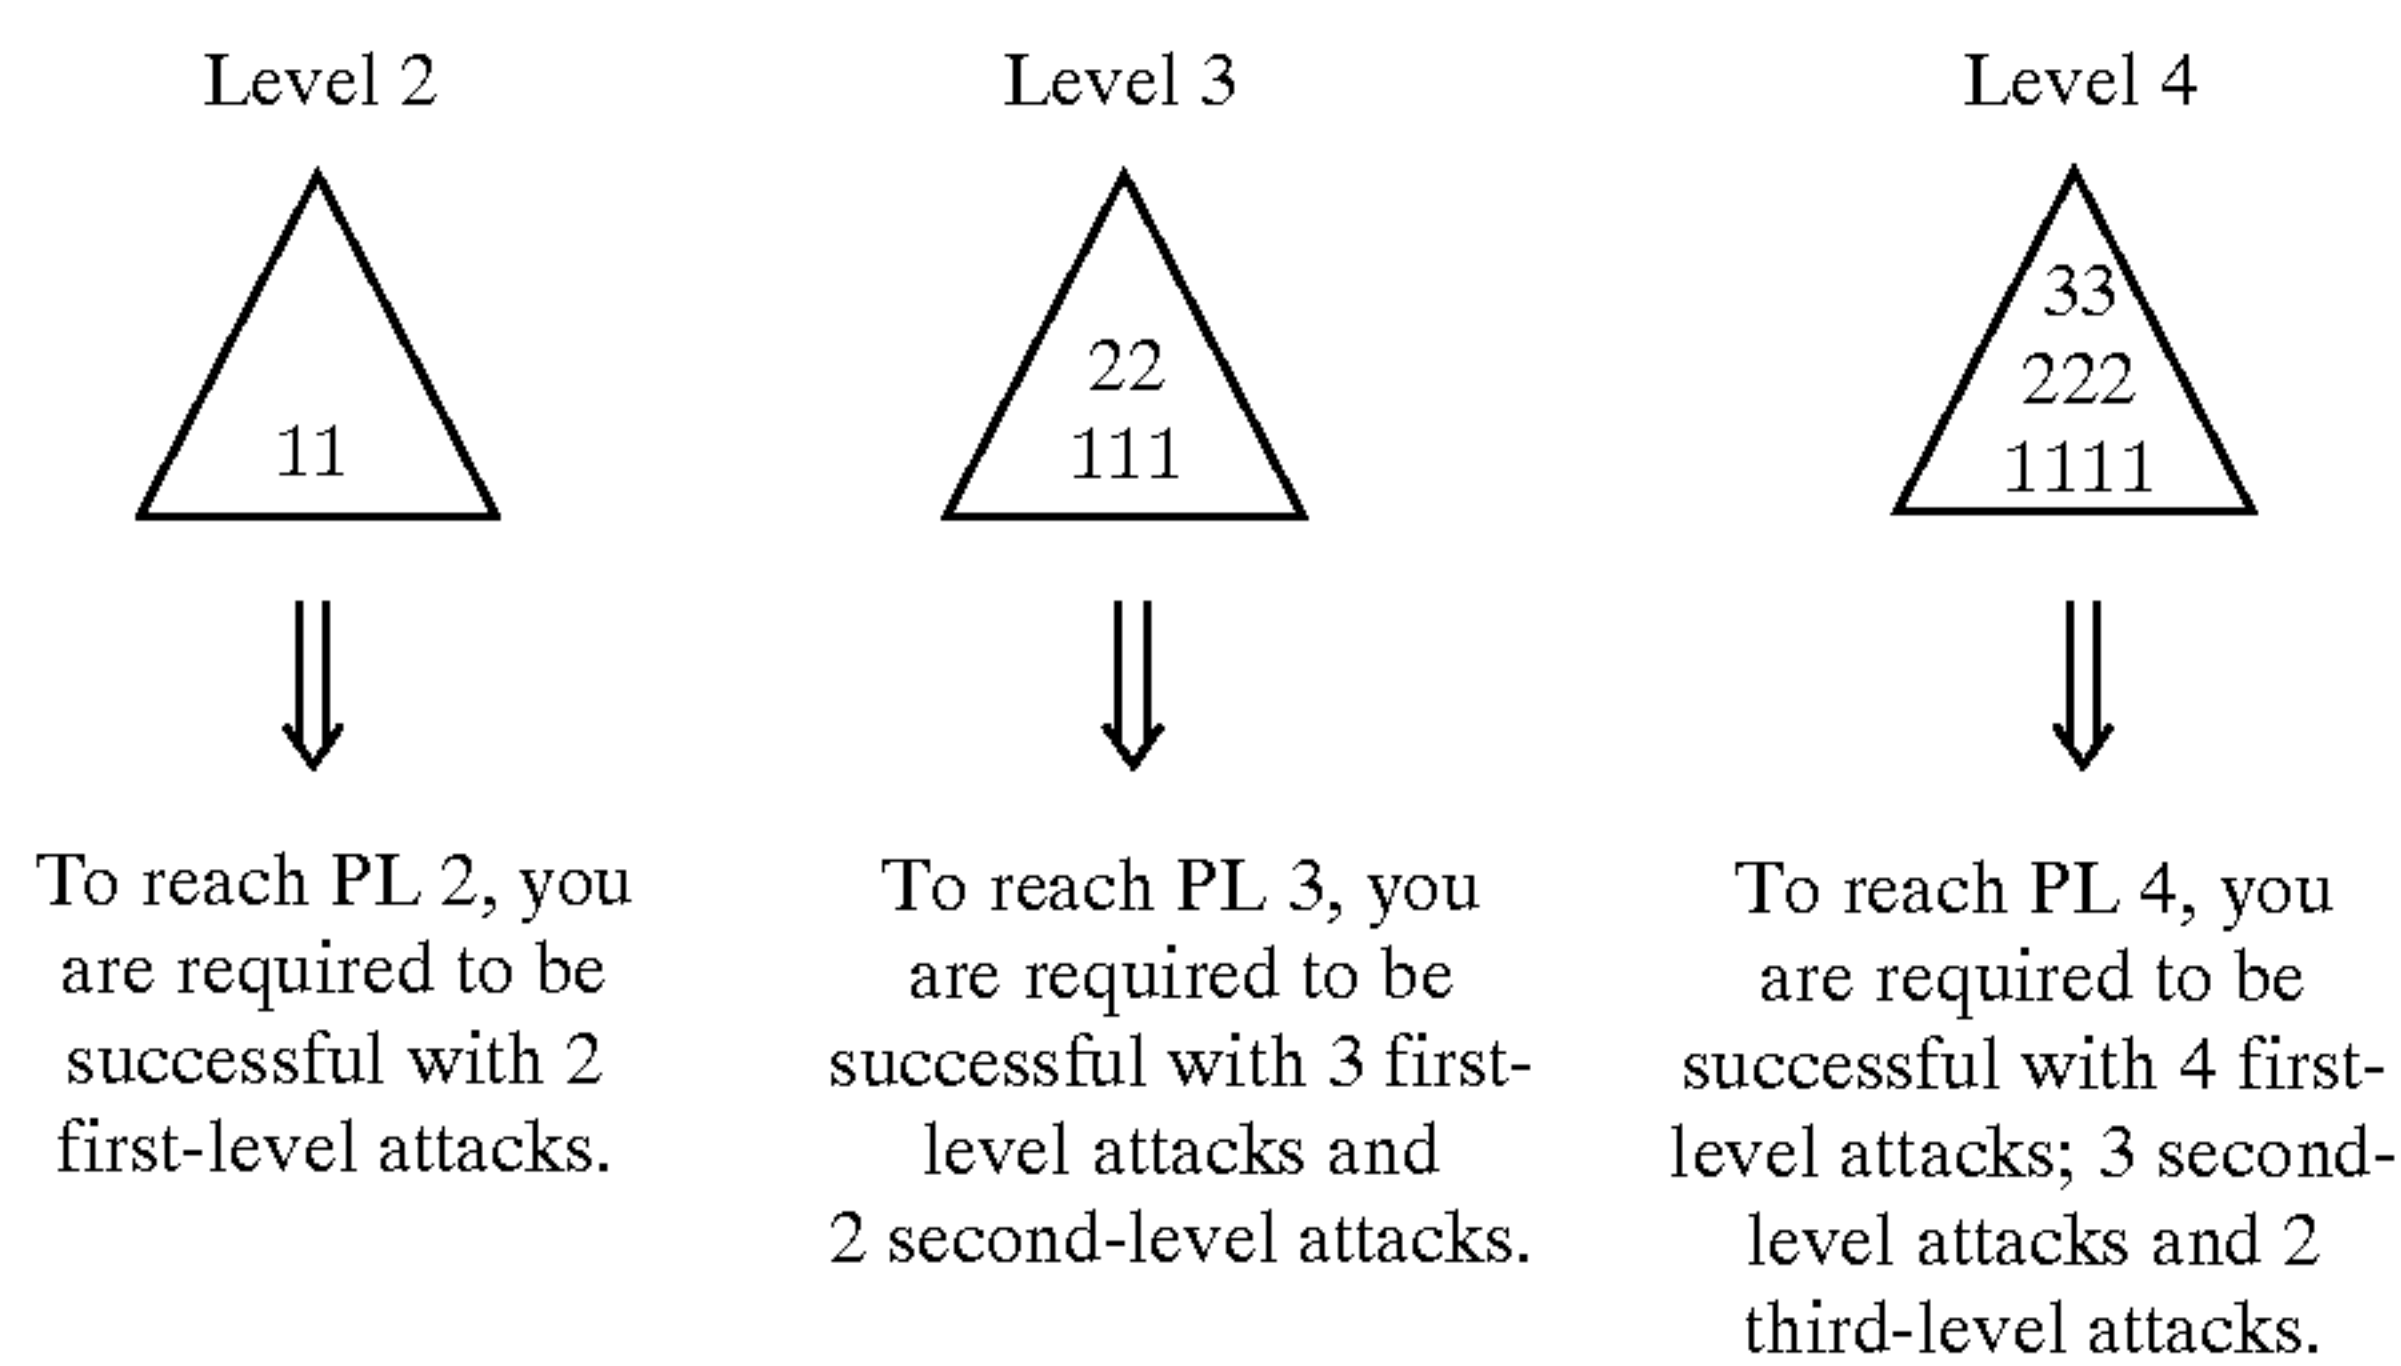 Level 2
11
To reach PL 2, you
are required to be
successful with 2
first-level attacks.
Level 3
22
111
To reach PL 3, you
are required to be
successful with 3 first-
level attacks and
2 second-level attacks.
Level 4
33
222
1111
To reach PL 4, you
are required to be
successful with 4 first-
level attacks; 3 second-
level attacks and 2
third-level attacks.